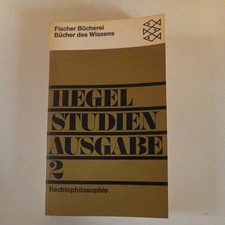 Fischer Bücherei
Bücher des Wissens
HEGEL
STUDIEN
AUSGABE
2
Rechtsphilosophie